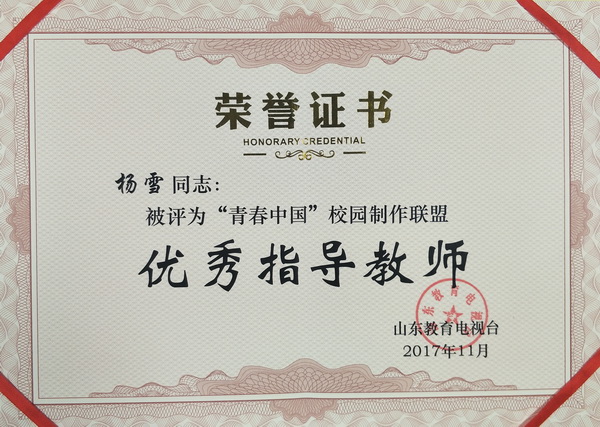 荣誉证书
HONORARY CREDENTIAL
杨雪同志：
被评为“青春中国”校园制作联盟
优秀指导教师
山东教育电视台
2017年11月